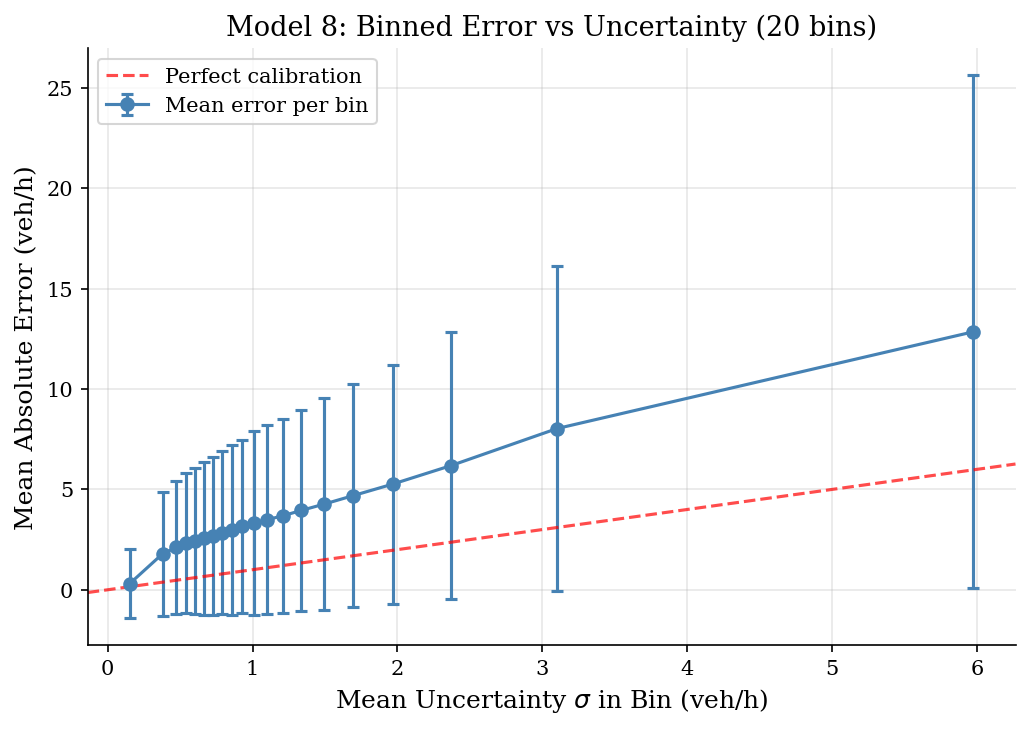 Model 8: Binned Error vs Uncertainty (20 bins)
Perfect calibration
Mean error per bin
Mean Absolute Error (veh/h)
25
20
15
10
5
0
0 1 2 3 4 5 6
Mean Uncertainty σ in Bin (veh/h)